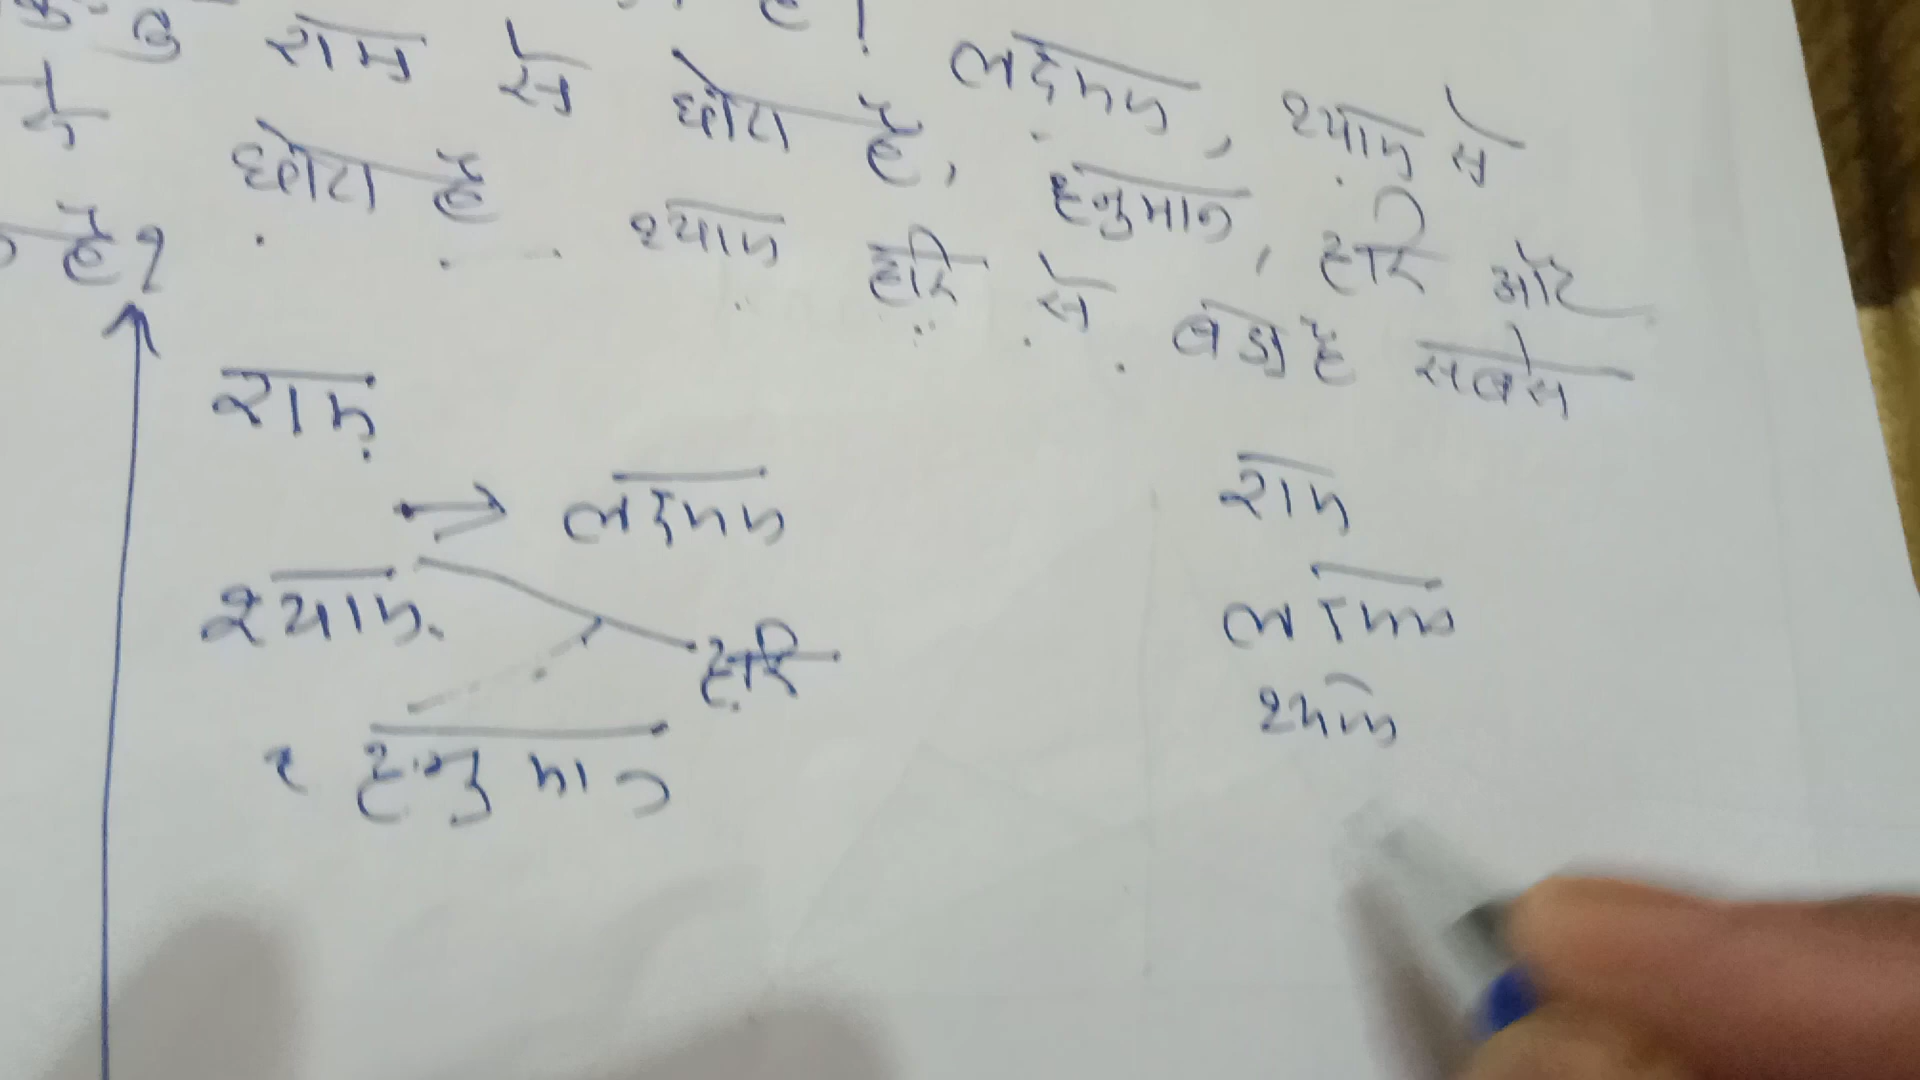 है।
राम से छोटा है, लक्ष्मण, श्याम से
छोटा है श्याम हरि से बड़ा है हनुमान, हरि और
है? सबसे
राम
लक्ष्मण
श्याम
हरि
हनुमान
राम
लक्ष्मण
श्याम